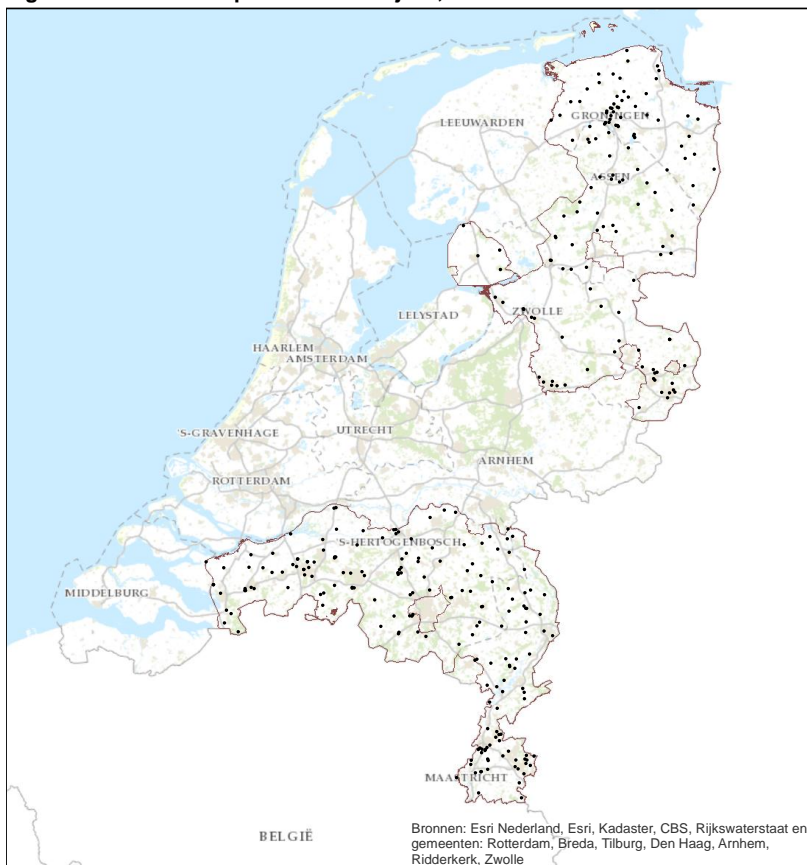 LEEUWARDEN
GRONINGEN
ASSEN
LELYSTAD
ZWOLLE
HAARLEM
AMSTERDAM
'S-GRAVENHAGE
UTRECHT
ARNHEM
ROTTERDAM
'S-HERTOGENBOSCH
MIDDELBURG
MAASTRICHT
BELGIË
Bronnen: Esri Nederland, Esri, Kadaster, CBS, Rijkswaterstaat en
gemeenten: Rotterdam, Breda, Tilburg, Den Haag, Arnhem,
Ridderkerk, Zwolle